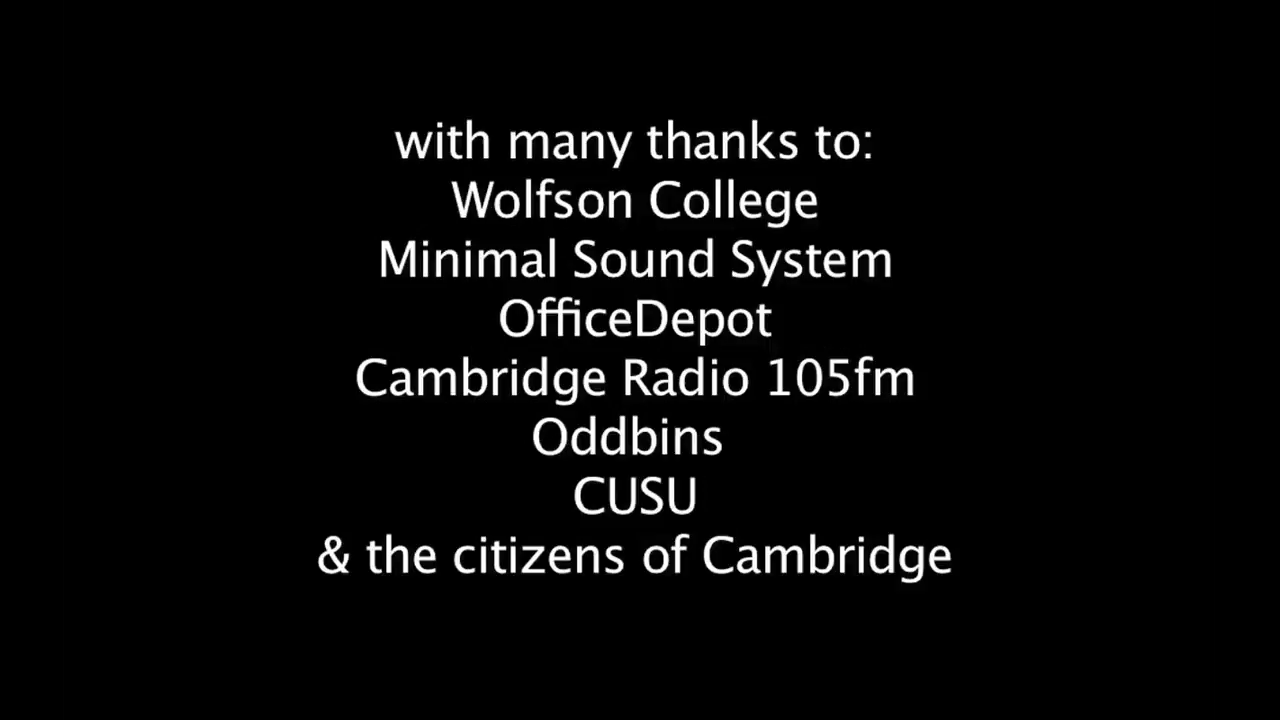 with many thanks to:
Wolfson College
Minimal Sound System
OfficeDepot
Cambridge Radio 105fm
Oddbins
CUSU
& the citizens of Cambridge